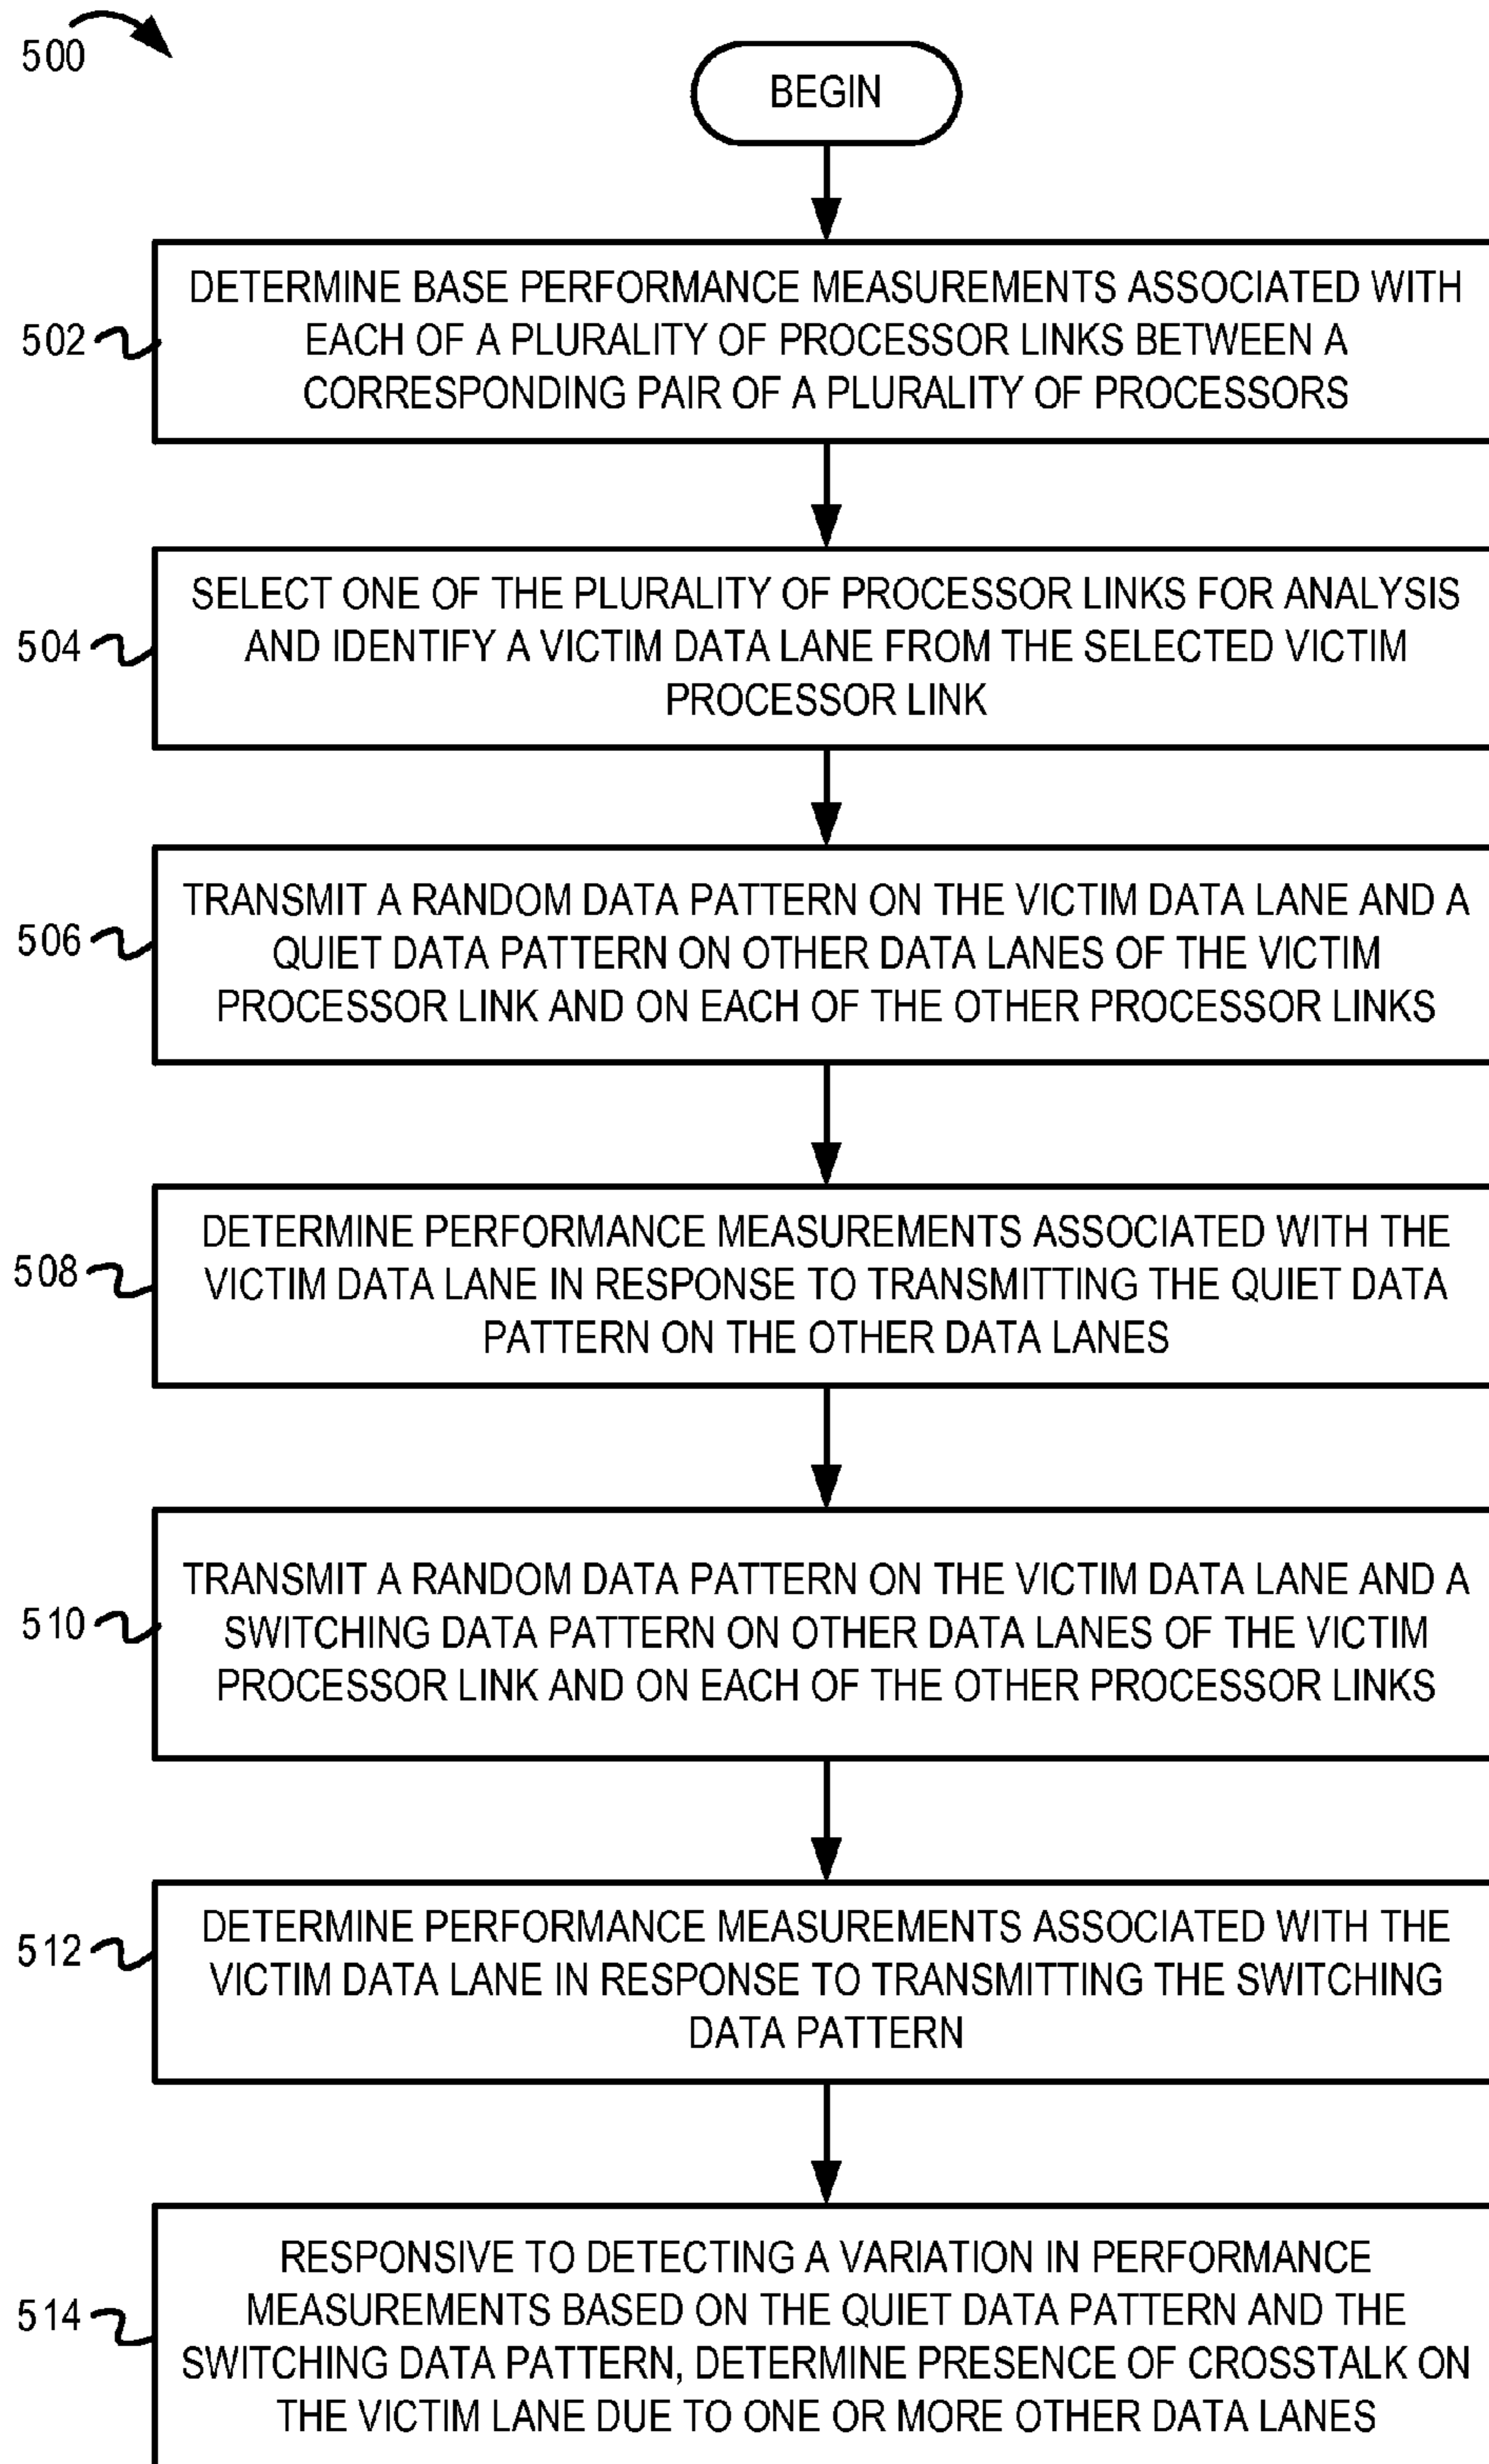 500
BEGIN
502
DETERMINE BASE PERFORMANCE MEASUREMENTS ASSOCIATED WITH
EACH OF A PLURALITY OF PROCESSOR LINKS BETWEEN A
CORRESPONDING PAIR OF A PLURALITY OF PROCESSORS
504
SELECT ONE OF THE PLURALITY OF PROCESSOR LINKS FOR ANALYSIS
AND IDENTIFY A VICTIM DATA LANE FROM THE SELECTED VICTIM
PROCESSOR LINK
506
TRANSMIT A RANDOM DATA PATTERN ON THE VICTIM DATA LANE AND A
QUIET DATA PATTERN ON OTHER DATA LANES OF THE VICTIM
PROCESSOR LINK AND ON EACH OF THE OTHER PROCESSOR LINKS
508
DETERMINE PERFORMANCE MEASUREMENTS ASSOCIATED WITH THE
VICTIM DATA LANE IN RESPONSE TO TRANSMITTING THE QUIET DATA
PATTERN ON THE OTHER DATA LANES
510
TRANSMIT A RANDOM DATA PATTERN ON THE VICTIM DATA LANE AND A
SWITCHING DATA PATTERN ON OTHER DATA LANES OF THE VICTIM
PROCESSOR LINK AND ON EACH OF THE OTHER PROCESSOR LINKS
512
DETERMINE PERFORMANCE MEASUREMENTS ASSOCIATED WITH THE
VICTIM DATA LANE IN RESPONSE TO TRANSMITTING THE SWITCHING
DATA PATTERN
514
RESPONSIVE TO DETECTING A VARIATION IN PERFORMANCE
MEASUREMENTS BASED ON THE QUIET DATA PATTERN AND THE
SWITCHING DATA PATTERN, DETERMINE PRESENCE OF CROSSTALK ON
THE VICTIM LANE DUE TO ONE OR MORE OTHER DATA LANES